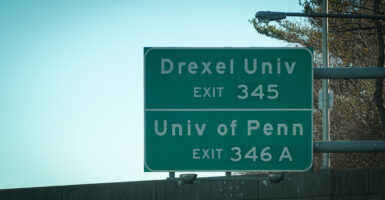 Drexel Univ
EXIT 345
Univ of Penn
EXIT 346 A